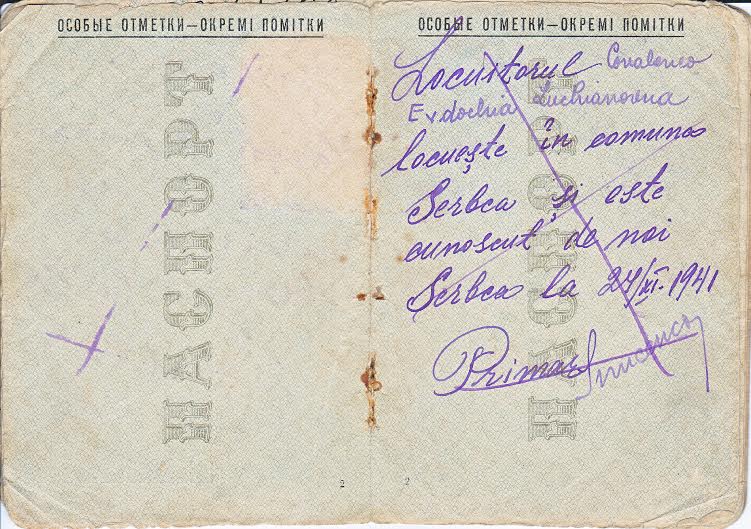 ОСОБЫЕ ОТМЕТКИ—ОКРЕМІ ПОМІТКИ
ПАСПОРТ
2
ОСОБЫЕ ОТМЕТКИ—ОКРЕМІ ПОМІТКИ
ПАСПОРТ
Locuitorul Covalenco
Evdochia Luchianovna
locuește în comuna
Serbca și este
cunoscut de noi
Serbca la 24/XI. 1941
Primar
2